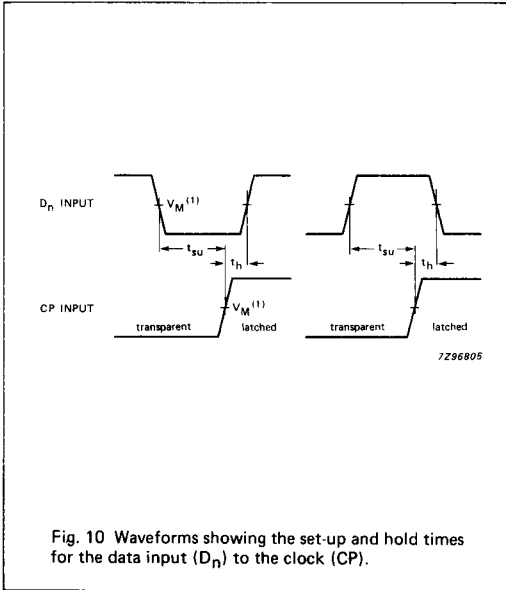 Dn INPUT
VM(1)
tsu
th
tsu
th
CP INPUT
VM(1)
transparent
latched
transparent
latched
7Z96805
Fig. 10 Waveforms showing the set-up and hold times
for the data input (Dn) to the clock (CP).